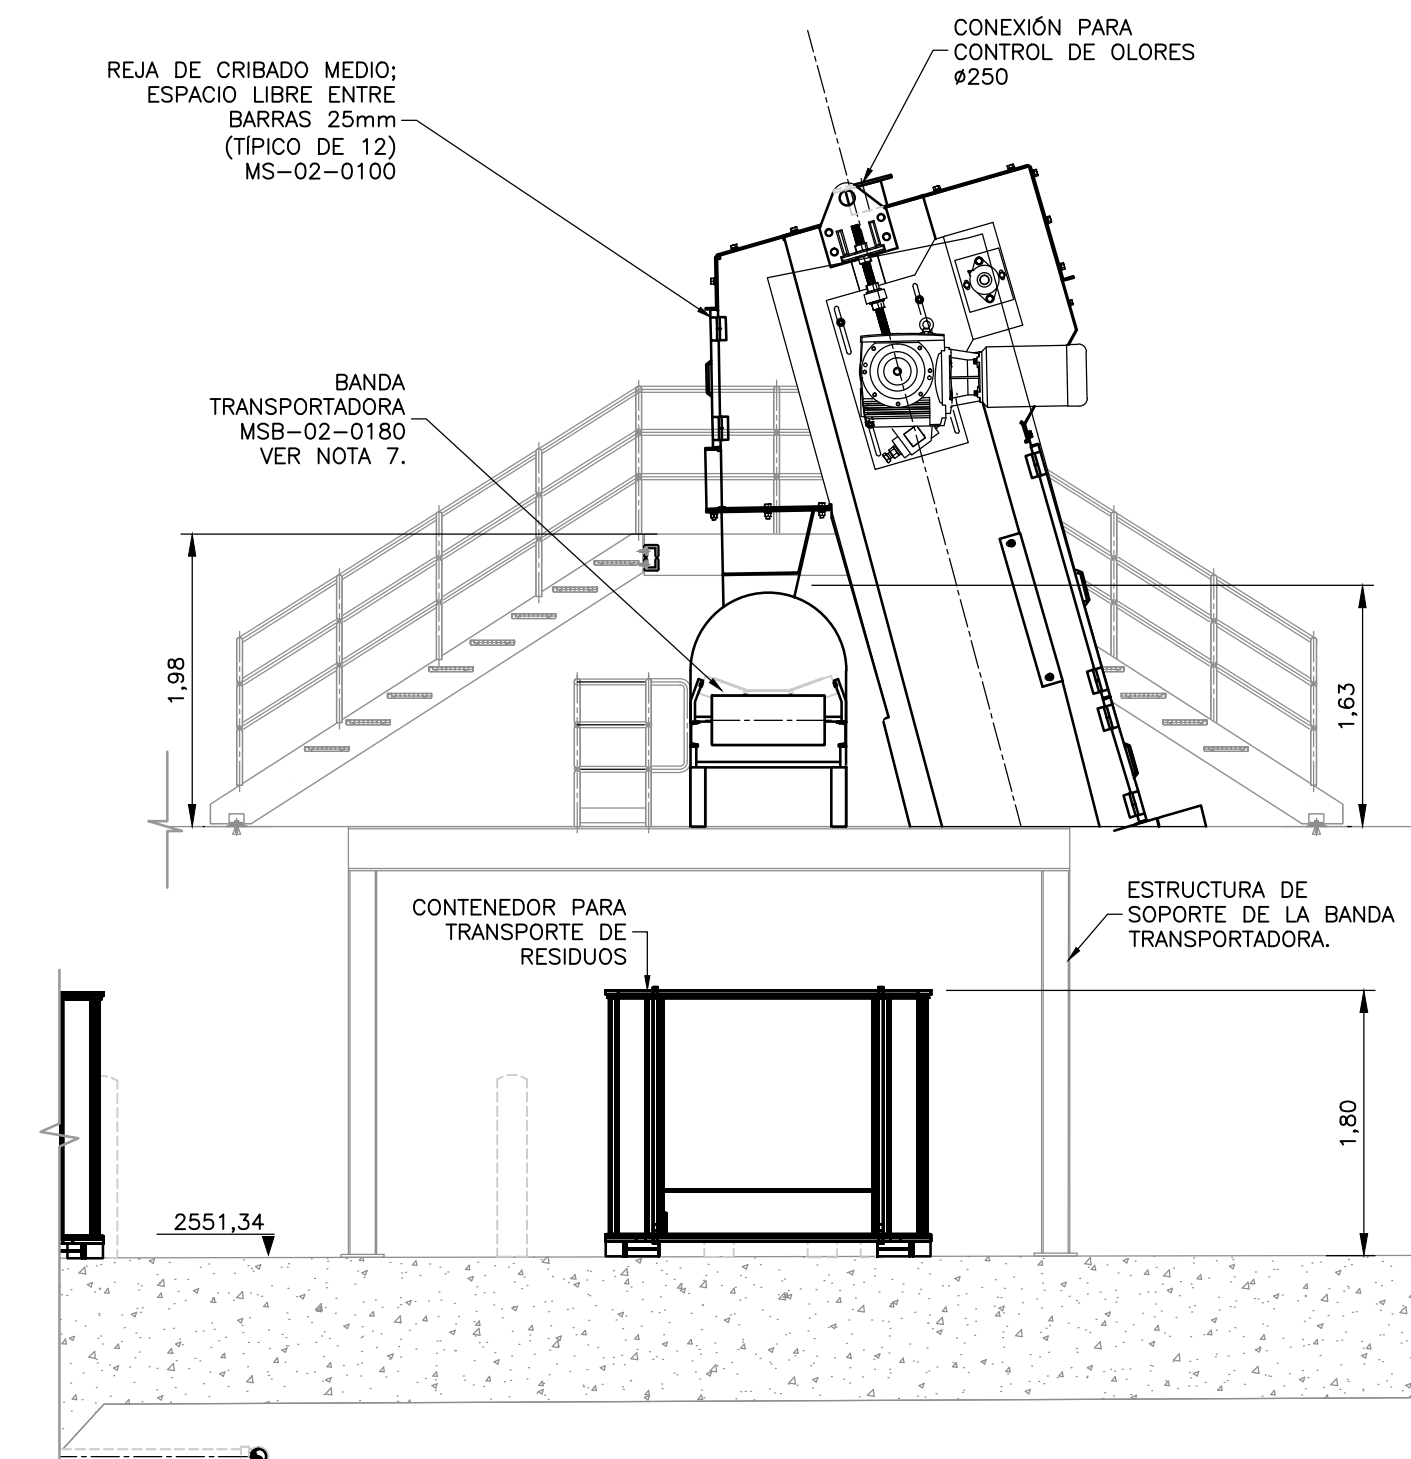 CONEXIÓN PARA
CONTROL DE OLORES
ø250
REJA DE CRIBADO MEDIO;
ESPACIO LIBRE ENTRE
BARRAS 25mm
(TÍPICO DE 12)
MS-02-0100
BANDA
TRANSPORTADORA
MSB-02-0180
VER NOTA 7.
1,98
1,63
CONTENEDOR PARA
TRANSPORTE DE
RESIDUOS
ESTRUCTURA DE
SOPORTE DE LA BANDA
TRANSPORTADORA.
1,80
2551,34